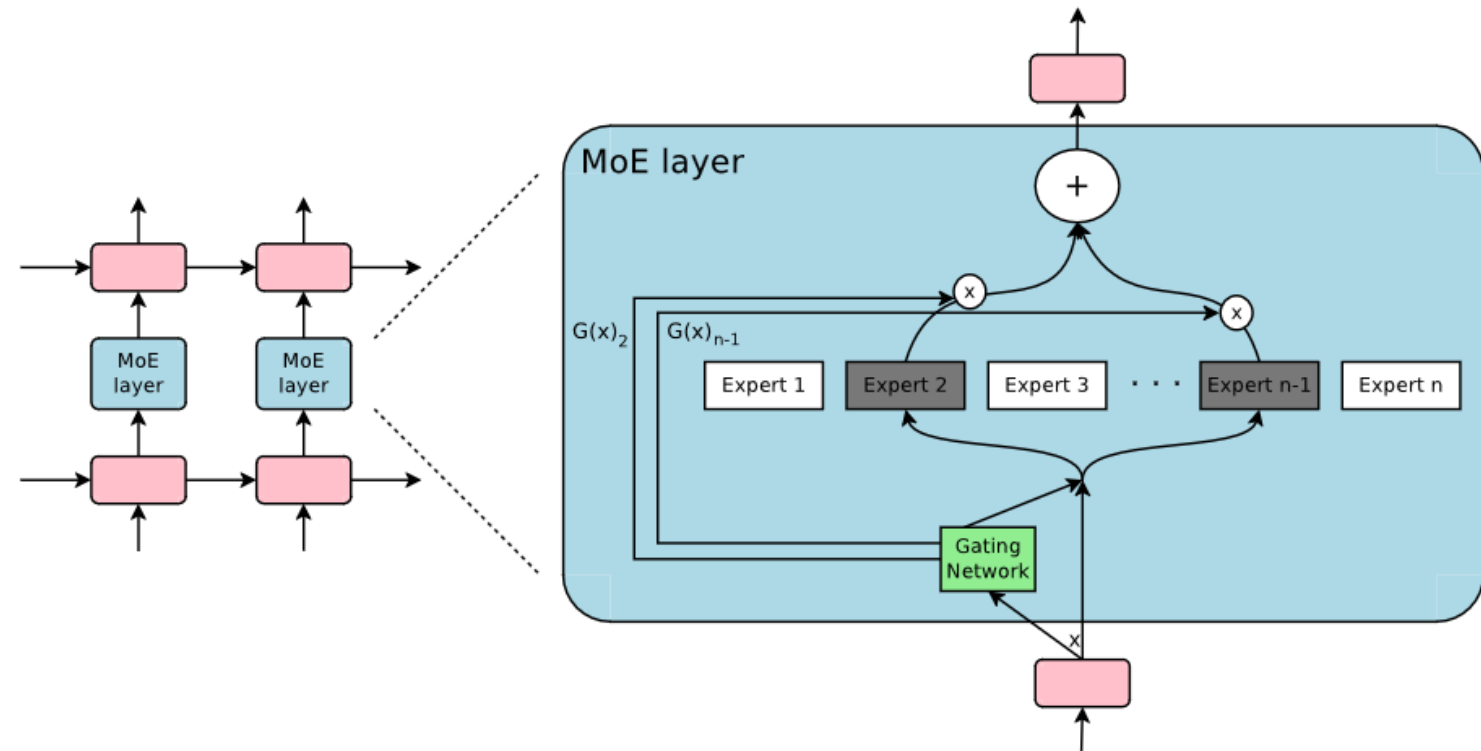 MoE layer
+
x
x
G(x)2
G(x)n-1
MoE
layer
MoE
layer
Expert 1
Expert 2
Expert 3
. . .
Expert n-1
Expert n
Gating
Network
x